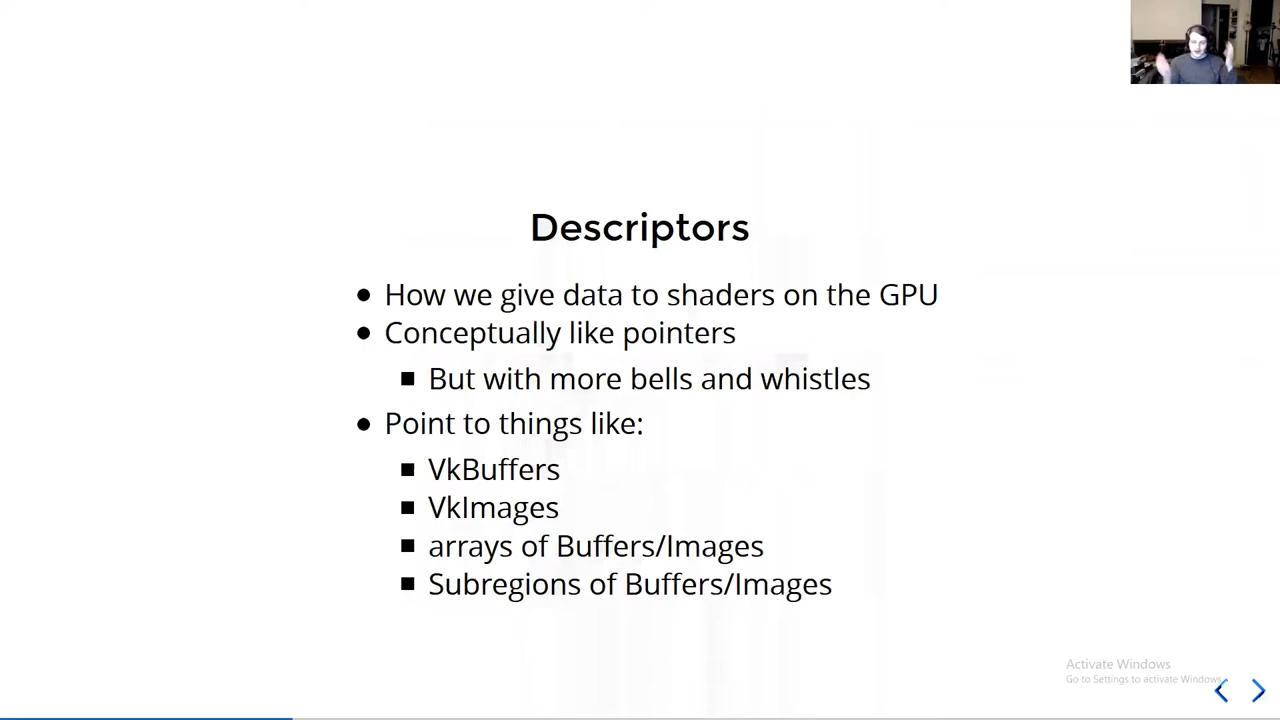 Descriptors
How we give data to shaders on the GPU
Conceptually like pointers
But with more bells and whistles
Point to things like:
VkBuffers
VkImages
arrays of Buffers/Images
Subregions of Buffers/Images
Activate Windows
Go to Settings to activate Windows.